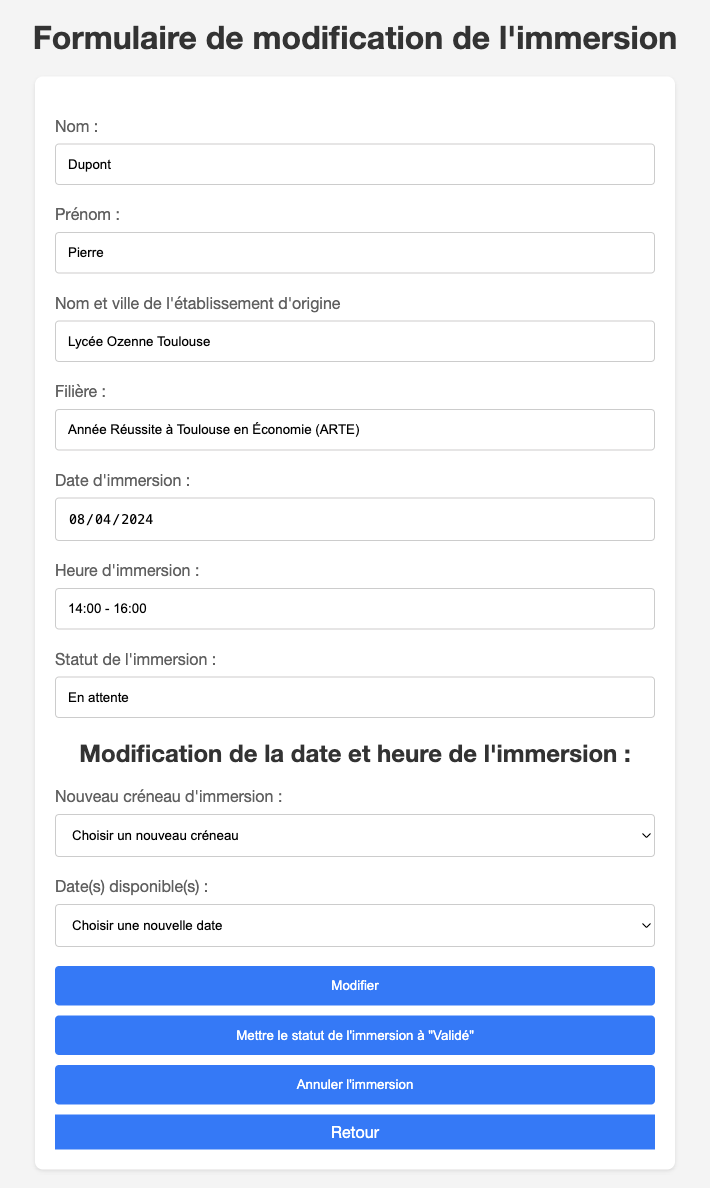 Formulaire de modification de l'immersion
Nom :
Dupont
Prénom :
Pierre
Nom et ville de l'établissement d'origine
Lycée Ozenne Toulouse
Filière :
Année Réussite à Toulouse en Économie (ARTE)
Date d'immersion :
08/04/2024
Heure d'immersion :
14:00 - 16:00
Statut de l'immersion :
En attente
Modification de la date et heure de l'immersion :
Nouveau créneau d'immersion :
Choisir un nouveau créneau
Date(s) disponible(s) :
Choisir une nouvelle date
Modifier
Mettre le statut de l'immersion à "Validé"
Annuler l'immersion
Retour